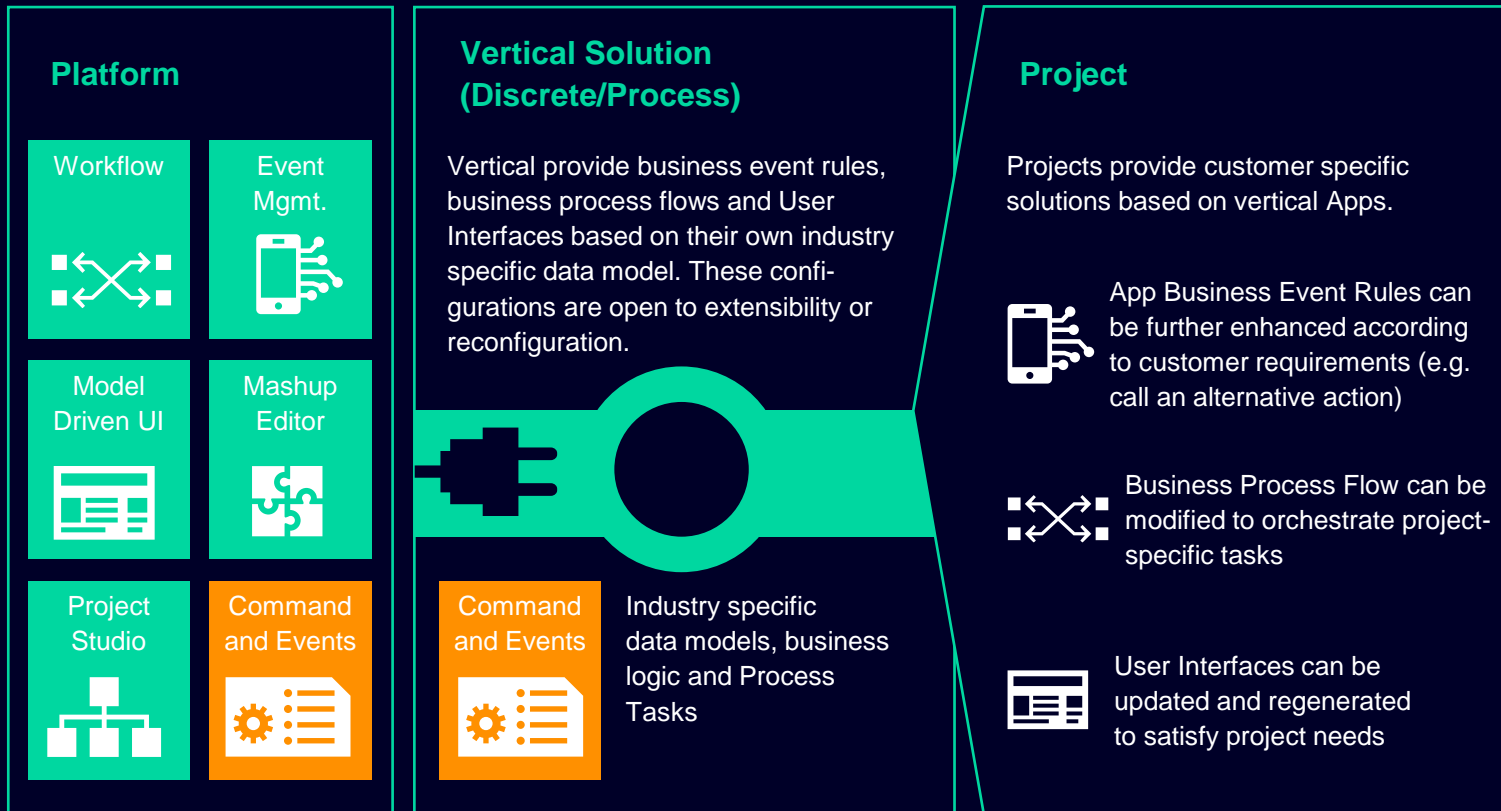 Platform
Workflow
Event
Mgmt.
Model
Driven UI
Mashup
Editor
Project
Studio
Command
and Events
Vertical Solution
(Discrete/Process)
Vertical provide business event rules,
business process flows and User
Interfaces based on their own industry
specific data model. These confi-
gurations are open to extensibility or
reconfiguration.
Command
and Events
Industry specific
data models, business
logic and Process
Tasks
Project
Projects provide customer specific
solutions based on vertical Apps.
App Business Event Rules can
be further enhanced according
to customer requirements (e.g.
call an alternative action)
Business Process Flow can be
modified to orchestrate project-
specific tasks
User Interfaces can be
updated and regenerated
to satisfy project needs